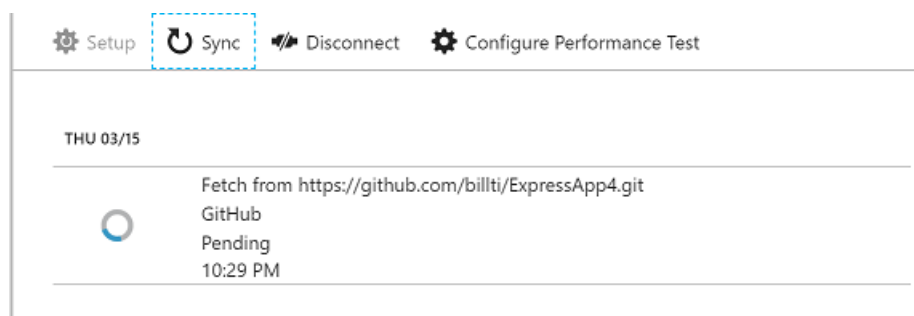 Setup Sync Disconnect Configure Performance Test
THU 03/15
Fetch from https://github.com/billti/ExpressApp4.git
GitHub
Pending
10:29 PM